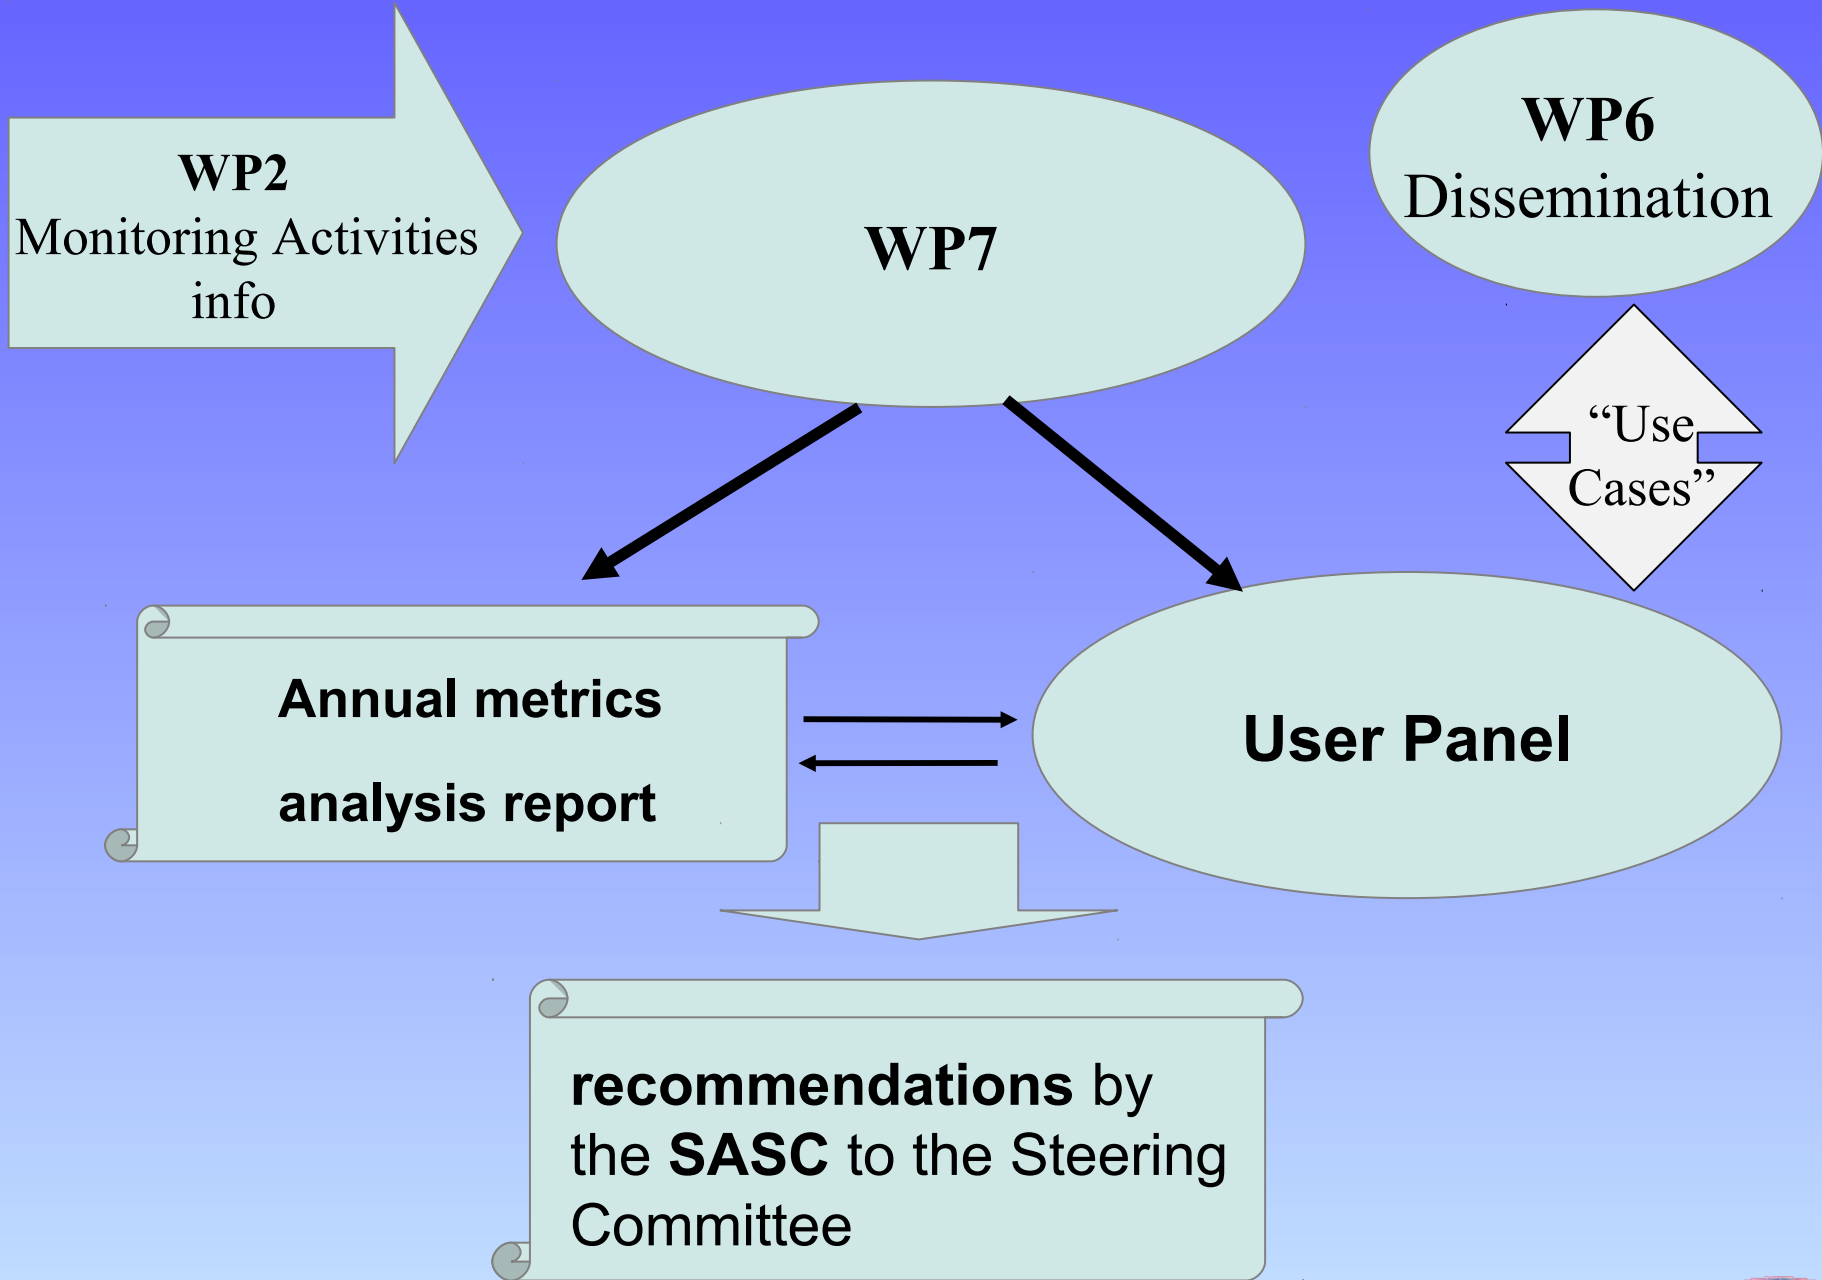 WP2
Monitoring Activities
info
WP7
WP6
Dissemination
“Use
Cases”
Annual metrics
analysis report
User Panel
recommendations by
the SASC to the Steering
Committee